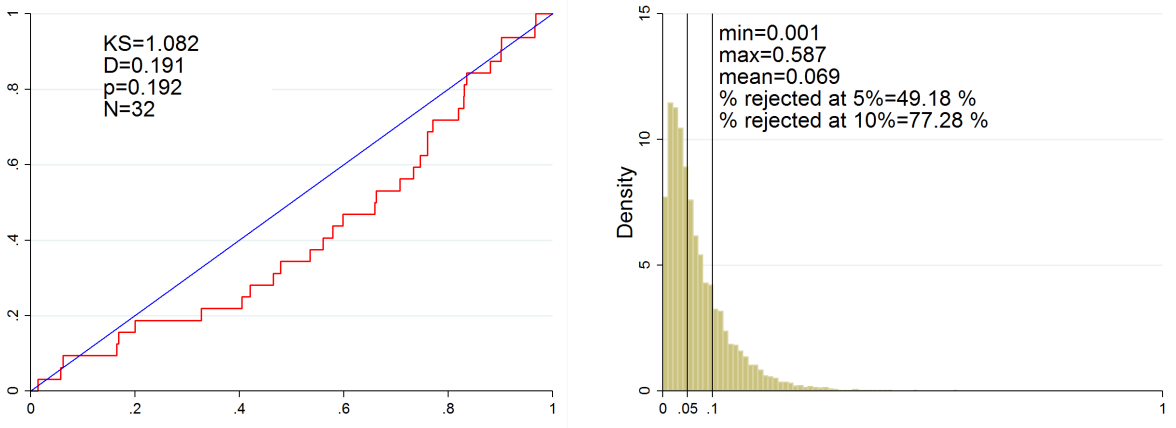 KS=1.082
D=0.191
p=0.192
N=32
1
.8
.6
.4
.2
0
0 .2 .4 .6 .8 1
min=0.001
max=0.587
mean=0.069
% rejected at 5%=49.18 %
% rejected at 10%=77.28 %
Density
15
10
5
0
0 .05 .1 1